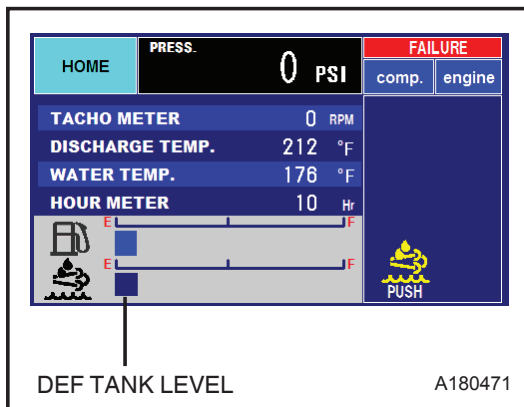 HOME
PRESS.
0 PSI
FAILURE
comp. engine
TACHO METER 0 RPM
DISCHARGE TEMP. 212 °F
WATER TEMP. 176 °F
HOUR METER 10 Hr
E F
E F
PUSH
DEF TANK LEVEL
A180471